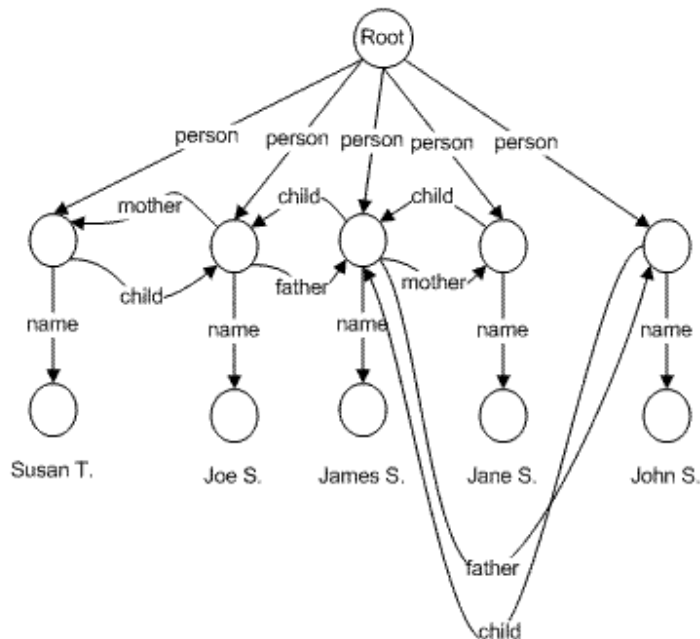 Root
person
person
person
person
person
mother
child
child
child
father
mother
name
name
name
name
name
Susan T.
Joe S.
James S.
Jane S.
John S.
father
child